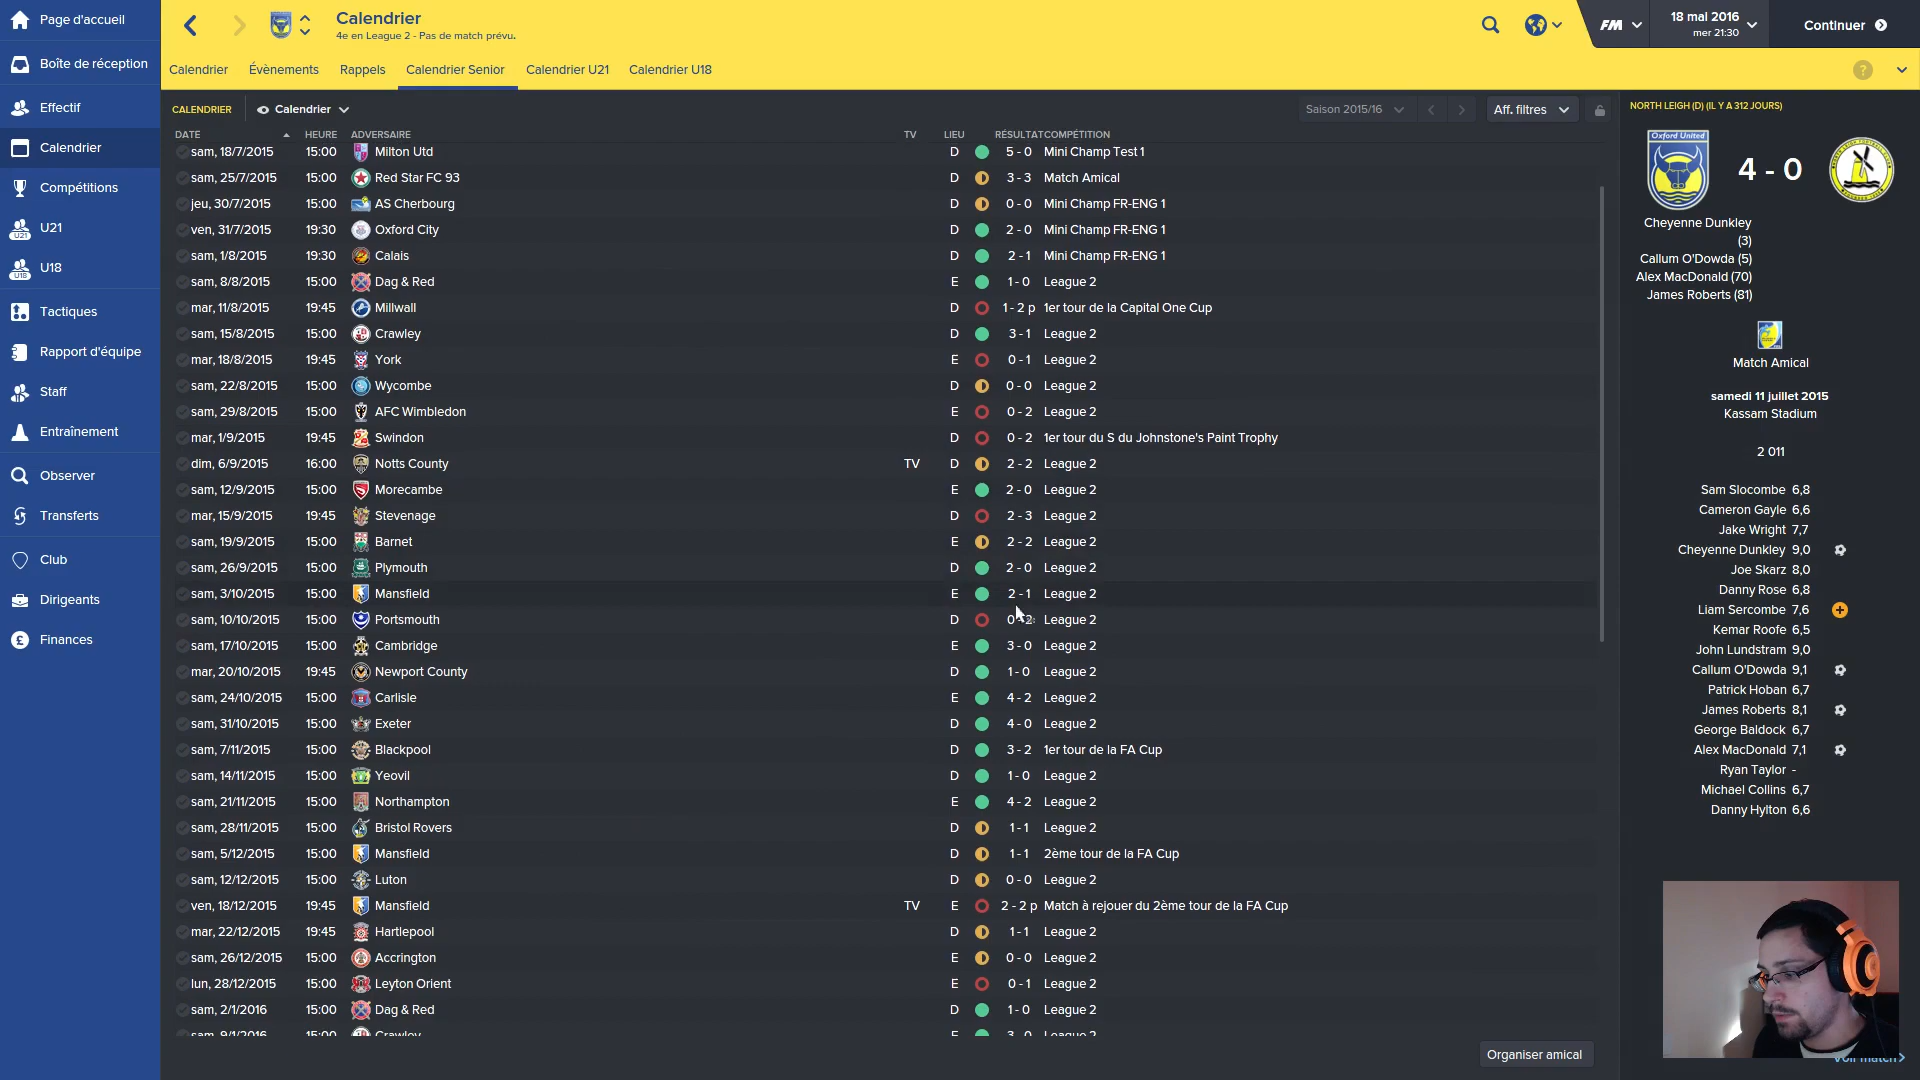 Page d'accueil
Boîte de réception
Effectif
Calendrier
Compétitions
U21
U21
U18
U18
Tactiques
Rapport d'équipe
Staff
Entraînement
Observer
Transferts
Club
Dirigeants
Finances
Calendrier
4e en League 2 - Pas de match prévu.
FM
18 mai 2016
mer 21:30
Continuer
Calendrier Évènements Rappels Calendrier Senior Calendrier U21 Calendrier U18
?
CALENDRIER Calendrier Saison 2015/16 Aff. filtres
DATE HEURE ADVERSAIRE TV LIEU RÉSULTAT COMPÉTITION
sam, 18/7/2015 15:00 Milton Utd D 5 - 0 Mini Champ Test 1
sam, 25/7/2015 15:00 Red Star FC 93 D 3 - 3 Match Amical
jeu, 30/7/2015 15:00 AS Cherbourg D 0 - 0 Mini Champ FR-ENG 1
ven, 31/7/2015 19:30 Oxford City D 2 - 0 Mini Champ FR-ENG 1
sam, 1/8/2015 19:30 Calais D 2 - 1 Mini Champ FR-ENG 1
sam, 8/8/2015 15:00 Dag & Red E 1 - 0 League 2
mar, 11/8/2015 19:45 Millwall D 1 - 2 p 1er tour de la Capital One Cup
sam, 15/8/2015 15:00 Crawley D 3 - 1 League 2
mar, 18/8/2015 19:45 York E 0 - 1 League 2
sam, 22/8/2015 15:00 Wycombe D 0 - 0 League 2
sam, 29/8/2015 15:00 AFC Wimbledon E 0 - 2 League 2
mar, 1/9/2015 19:45 Swindon D 0 - 2 1er tour du S du Johnstone's Paint Trophy
dim, 6/9/2015 16:00 Notts County TV D 2 - 2 League 2
sam, 12/9/2015 15:00 Morecambe E 2 - 0 League 2
mar, 15/9/2015 19:45 Stevenage D 2 - 3 League 2
sam, 19/9/2015 15:00 Barnet E 2 - 2 League 2
sam, 26/9/2015 15:00 Plymouth D 2 - 0 League 2
sam, 3/10/2015 15:00 Mansfield E 2 - 1 League 2
sam, 10/10/2015 15:00 Portsmouth D 0 - 2 League 2
sam, 17/10/2015 15:00 Cambridge E 3 - 0 League 2
mar, 20/10/2015 19:45 Newport County D 1 - 0 League 2
sam, 24/10/2015 15:00 Carlisle E 4 - 2 League 2
sam, 31/10/2015 15:00 Exeter D 4 - 0 League 2
sam, 7/11/2015 15:00 Blackpool D 3 - 2 1er tour de la FA Cup
sam, 14/11/2015 15:00 Yeovil D 1 - 0 League 2
sam, 21/11/2015 15:00 Northampton E 4 - 2 League 2
sam, 28/11/2015 15:00 Bristol Rovers D 1 - 1 League 2
sam, 5/12/2015 15:00 Mansfield D 1 - 1 2ème tour de la FA Cup
sam, 12/12/2015 15:00 Luton D 0 - 0 League 2
ven, 18/12/2015 19:45 Mansfield TV E 2 - 2 p Match à rejouer du 2ème tour de la FA Cup
mar, 22/12/2015 19:45 Hartlepool D 1 - 1 League 2
sam, 26/12/2015 15:00 Accrington E 0 - 0 League 2
lun, 28/12/2015 15:00 Leyton Orient E 0 - 1 League 2
sam, 2/1/2016 15:00 Dag & Red D 1 - 0 League 2
sam, 9/1/2016 15:00 Crawley E 3 - 0 League 2
Organiser amical
NORTH LEIGH (D) (IL Y A 312 JOURS)
Oxford United
4 - 0
Cheyenne Dunkley
(3)
Callum O'Dowda (5)
Alex MacDonald (70)
James Roberts (81)
Match Amical
samedi 11 juillet 2015
Kassam Stadium
2 011
Sam Slocombe 6,8
Cameron Gayle 6,6
Jake Wright 7,7
Cheyenne Dunkley 9,0
Joe Skarz 8,0
Danny Rose 6,8
Liam Sercombe 7,6
Kemar Roofe 6,5
John Lundstram 9,0
Callum O'Dowda 9,1
Patrick Hoban 6,7
James Roberts 8,1
George Baldock 6,7
Alex MacDonald 7,1
Ryan Taylor -
Michael Collins 6,7
Danny Hylton 6,6
Voir match